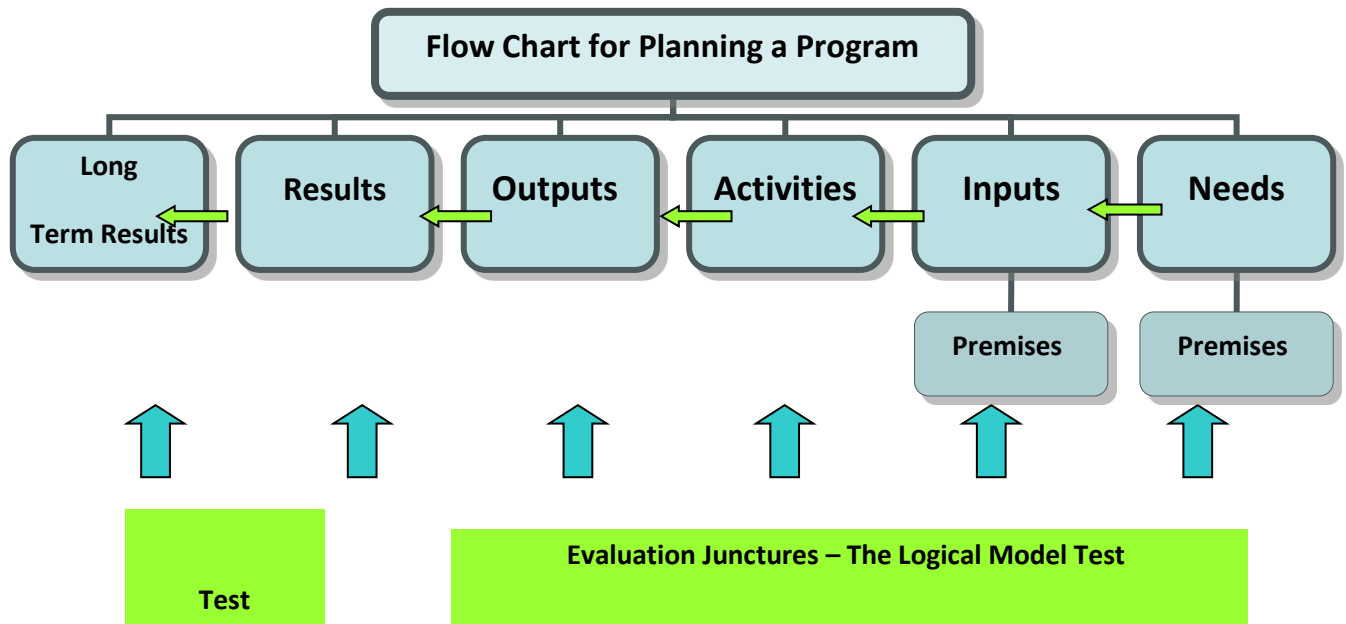 Flow Chart for Planning a Program
Long
Term Results
Results
Outputs
Activities
Inputs
Needs
Premises
Premises
Test
Evaluation Junctures – The Logical Model Test